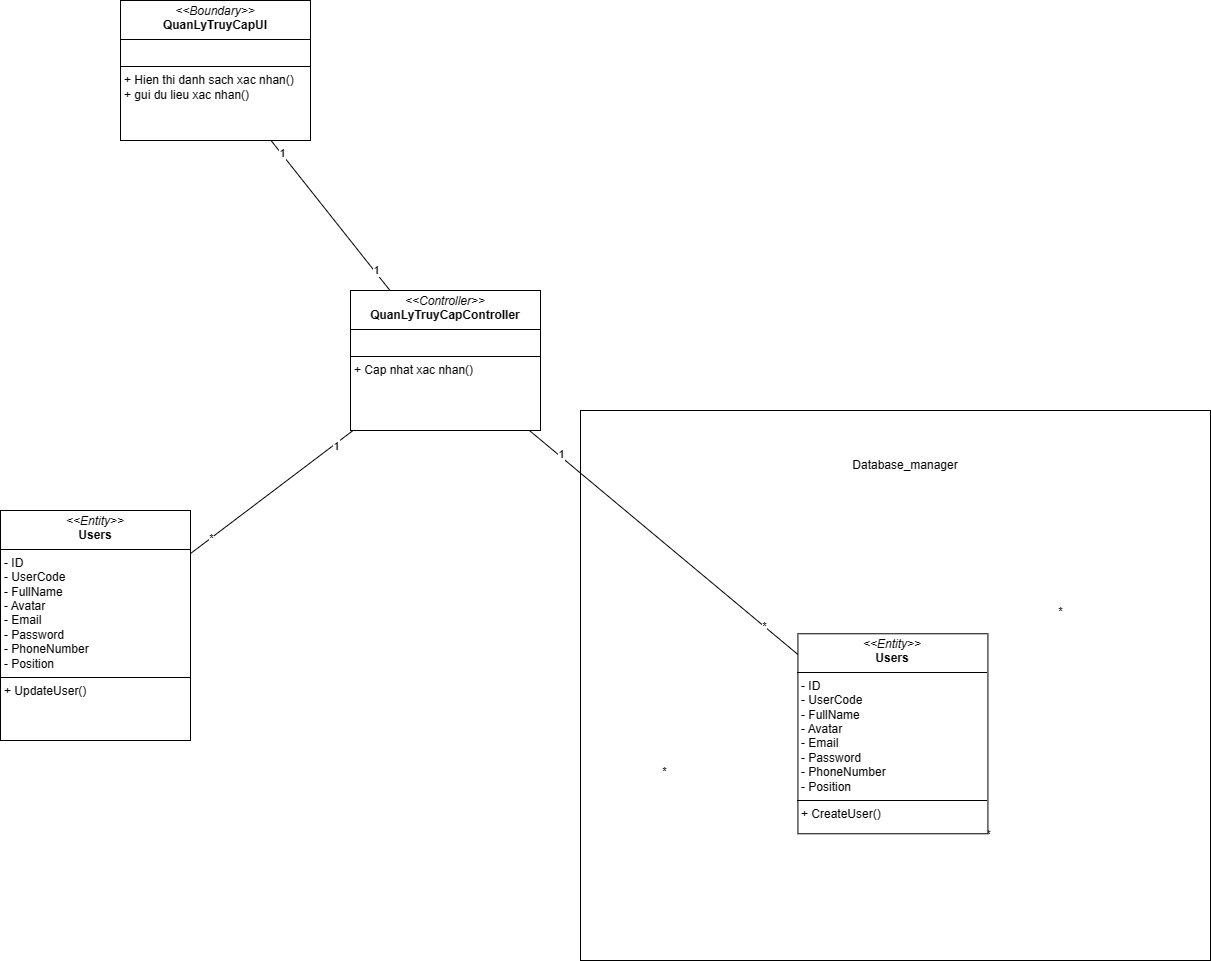 <<Boundary>>
QuanLyTruyCapUI
+ Hien thi danh sach xac nhan()
+ gui du lieu xac nhan()
1
1
<<Controller>>
QuanLyTruyCapController
+ Cap nhat xac nhan()
1
*
1
*
<<Entity>>
Users
- ID
- UserCode
- FullName
- Avatar
- Email
- Password
- PhoneNumber
- Position
+ UpdateUser()
Database_manager
*
<<Entity>>
Users
- ID
- UserCode
- FullName
- Avatar
- Email
- Password
- PhoneNumber
- Position
+ CreateUser()
*
*